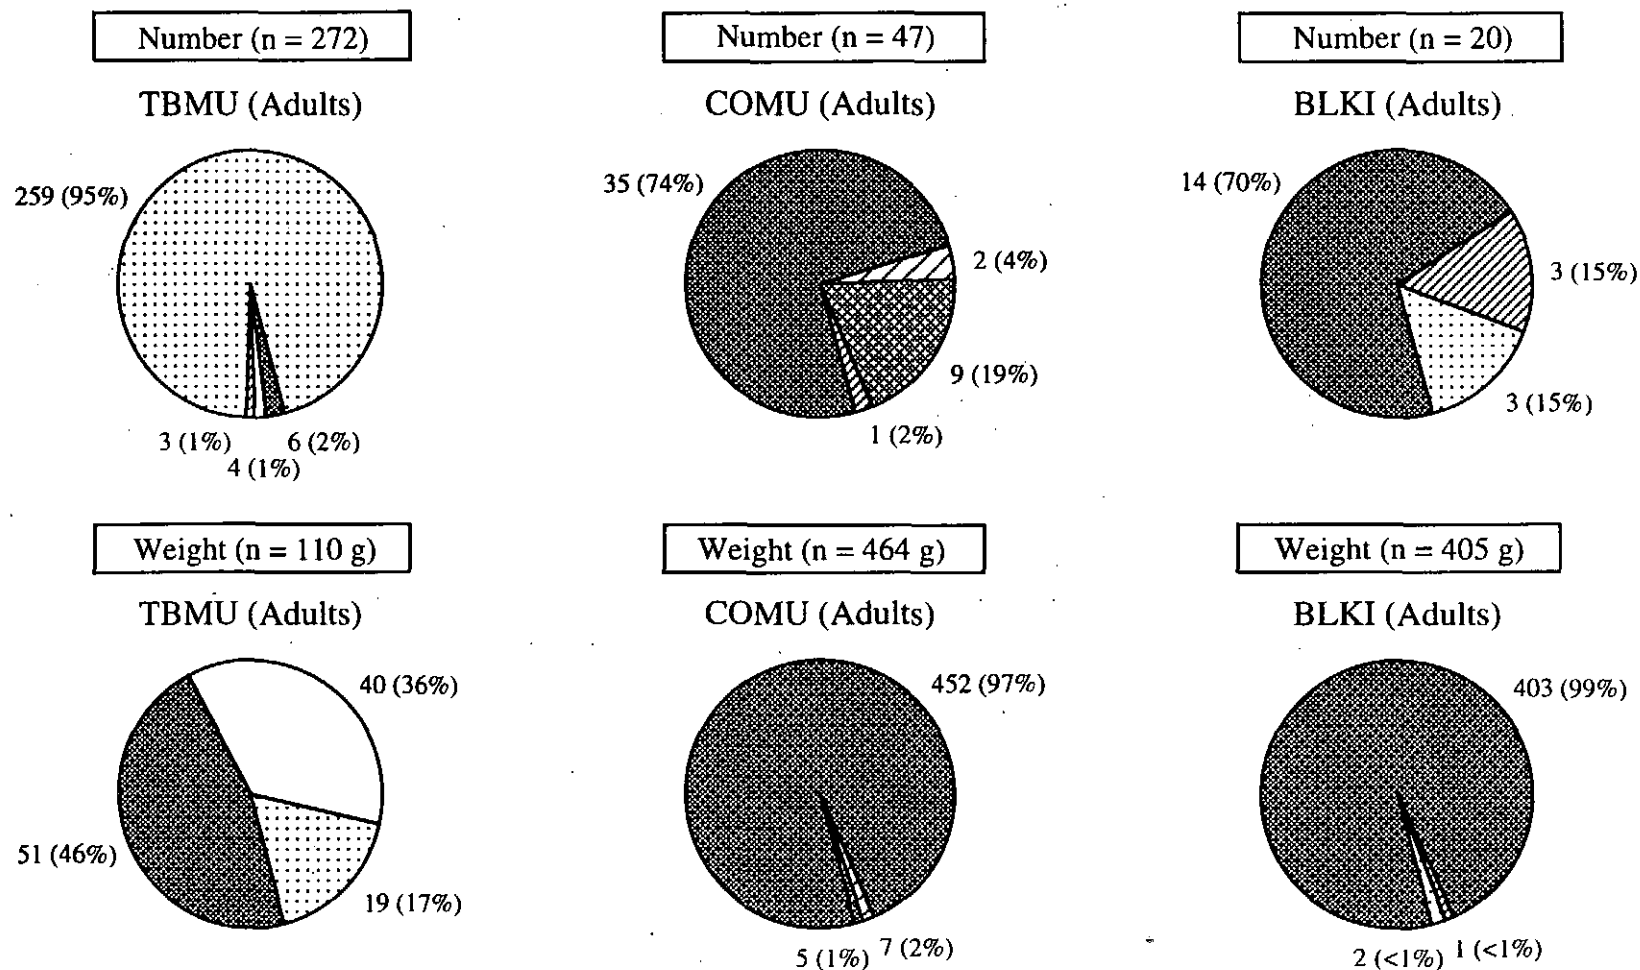 Number (n = 272)
TBMU (Adults)
259 (95%)
3 (1%)
4 (1%)
6 (2%)
Number (n = 47)
COMU (Adults)
35 (74%)
2 (4%)
9 (19%)
1 (2%)
Number (n = 20)
BLKI (Adults)
14 (70%)
3 (15%)
3 (15%)
Weight (n = 110 g)
TBMU (Adults)
40 (36%)
51 (46%)
19 (17%)
Weight (n = 464 g)
COMU (Adults)
452 (97%)
5 (1%)
7 (2%)
Weight (n = 405 g)
BLKI (Adults)
403 (99%)
2 (<1%)
1 (<1%)